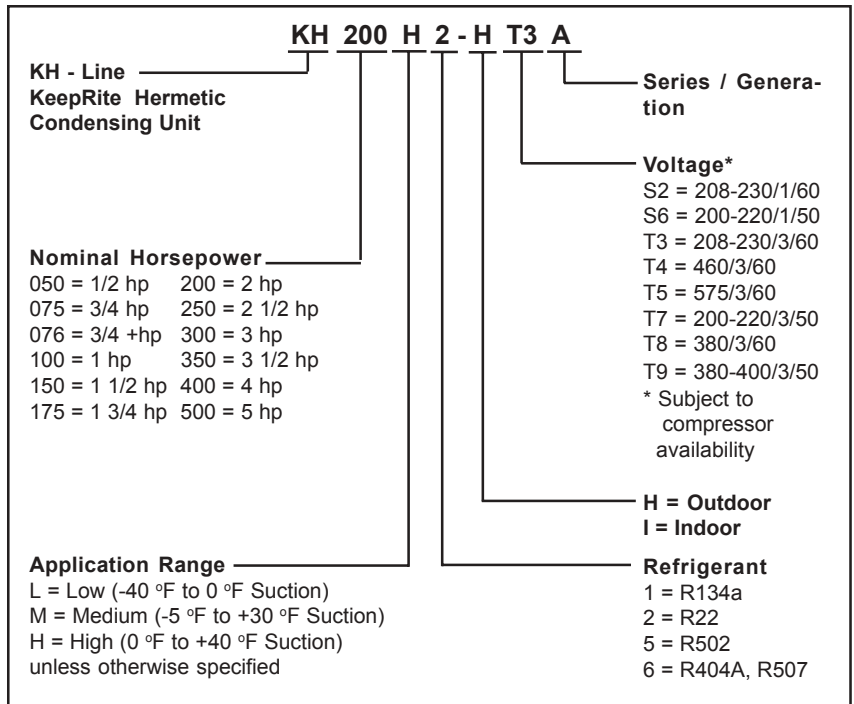 KH 200 H 2 - H T3 A
KH - Line
KeepRite Hermetic
Condensing Unit
Series / Genera-
tion
Voltage*
S2 = 208-230/1/60
S6 = 200-220/1/50
T3 = 208-230/3/60
T4 = 460/3/60
T5 = 575/3/60
T7 = 200-220/3/50
T8 = 380/3/60
T9 = 380-400/3/50
* Subject to
compressor
availability
Nominal Horsepower
050 = 1/2 hp 200 = 2 hp
075 = 3/4 hp 250 = 2 1/2 hp
076 = 3/4 +hp 300 = 3 hp
100 = 1 hp 350 = 3 1/2 hp
150 = 1 1/2 hp 400 = 4 hp
175 = 1 3/4 hp 500 = 5 hp
H = Outdoor
I = Indoor
Application Range
L = Low (-40 ºF to 0 ºF Suction)
M = Medium (-5 ºF to +30 ºF Suction)
H = High (0 ºF to +40 ºF Suction)
unless otherwise specified
Refrigerant
1 = R134a
2 = R22
5 = R502
6 = R404A, R507